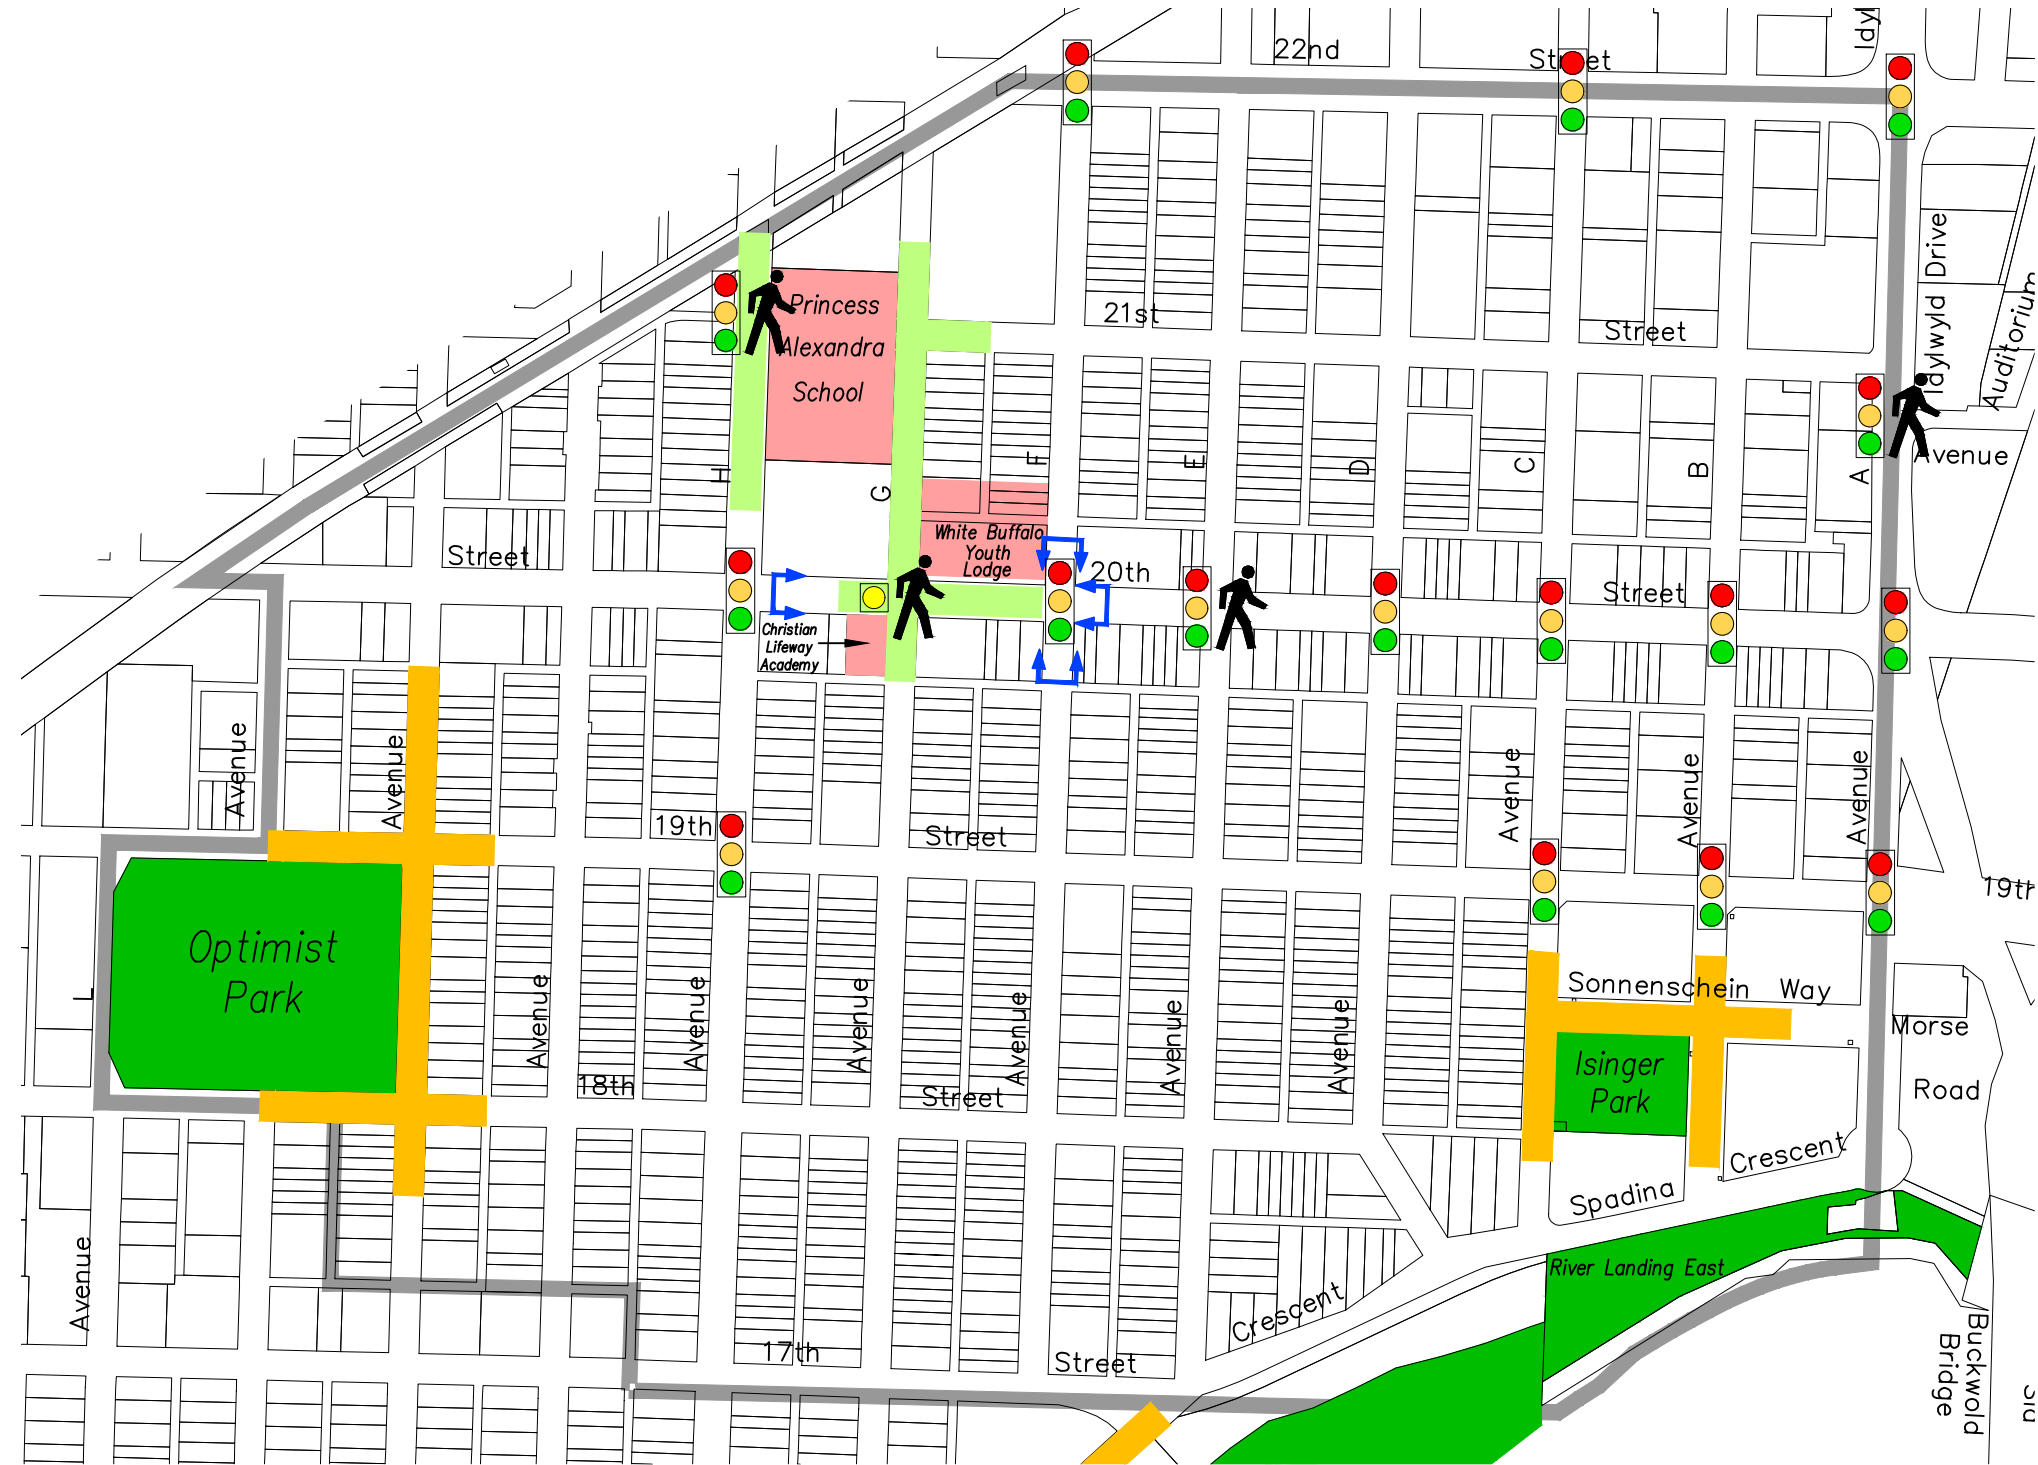 22nd
Street
Idyl
21st
Street
Idylwyld Drive
Auditorium
Avenue
Princess
Alexandra
School
H
G
F
E
D
C
B
A
White Buffalo
Youth
Lodge
Street
20th
Street
Christian
Lifeway
Academy
Avenue
Avenue
19th
Street
Avenue
Avenue
Avenue
19th
Optimist
Park
L
Avenue
Avenue
Avenue
Avenue
Avenue
Avenue
Sonnenschein Way
Morse
Road
Isinger
Park
18th
Street
Crescent
Spadina
River Landing East
Avenue
Crescent
17th
Street
Buckwold
Bridge